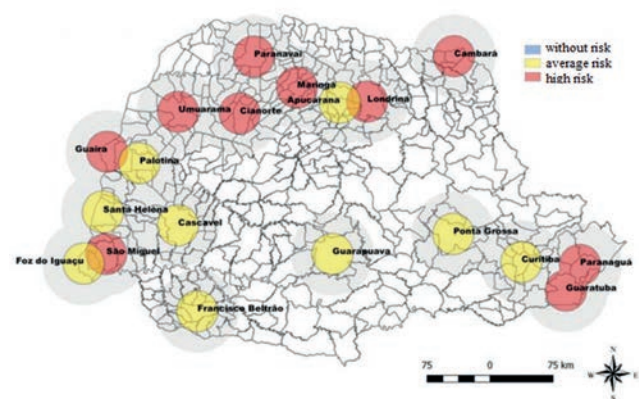 without risk
average risk
high risk
Paranavaí
Cambará
Maringá
Apucarana
Londrina
Umuarama
Cianorte
Guaíra
Palotina
Santa Helena
Cascavel
Ponta Grossa
São Miguel
Foz do Iguaçu
Guarapuava
Curitiba
Paranaguá
Guaratuba
Francisco Beltrão
75 0 75 km
N
W E
S